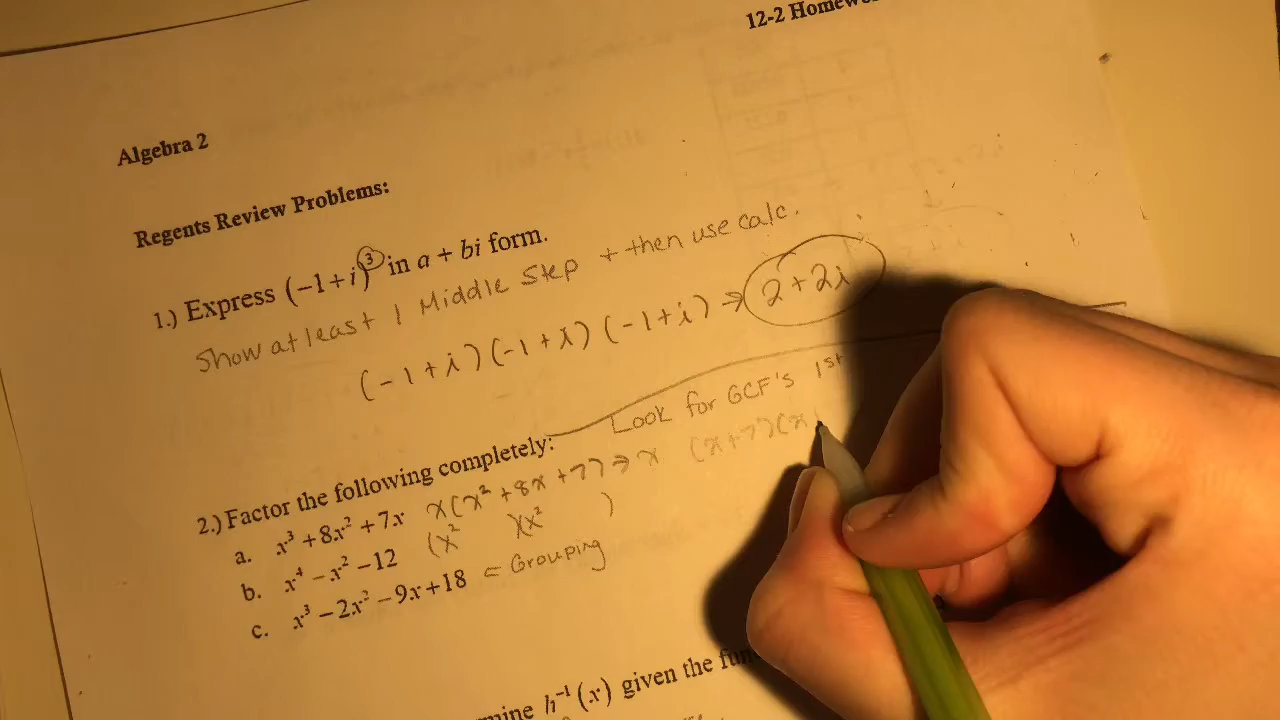 12-2
Algebra 2
Regents Review Problems:
1.) Express (−1+i)³ in a + bi form.
Show at least 1 Middle Step + then use calc.
(-1+i)(-1+i)(-1+i) → 2+2i
Look for GCF's 1st
2.) Factor the following completely:
a. x³ + 8x² + 7x x(x² + 8x + 7) → x (x+7)(x
b. x⁴ − x² − 12 (x² )(x² )
c. x³ − 2x² − 9x + 18 = Grouping
h⁻¹(x) given the